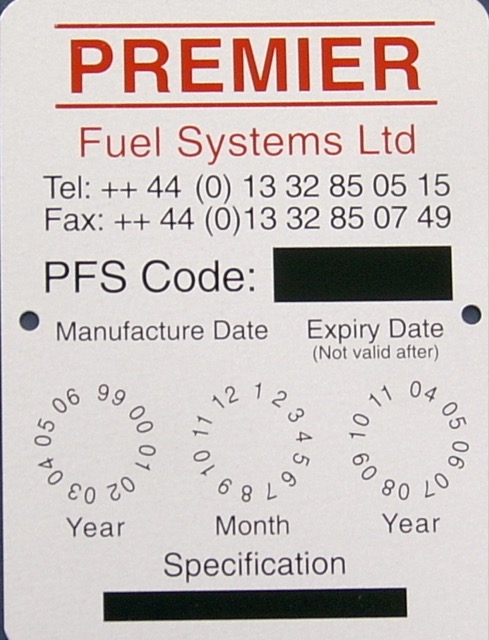 PREMIER
Fuel Systems Ltd
Tel: ++ 44 (0) 13 32 85 05 15
Fax: ++ 44 (0)13 32 85 07 49
PFS Code:
Manufacture Date
Expiry Date
(Not valid after)
99 00 01 02 03 04 05 06
1 2 3 4 5 6 7 8 9 10 11 12
04 05 06 07 08 09 10 11
Year
Month
Year
Specification